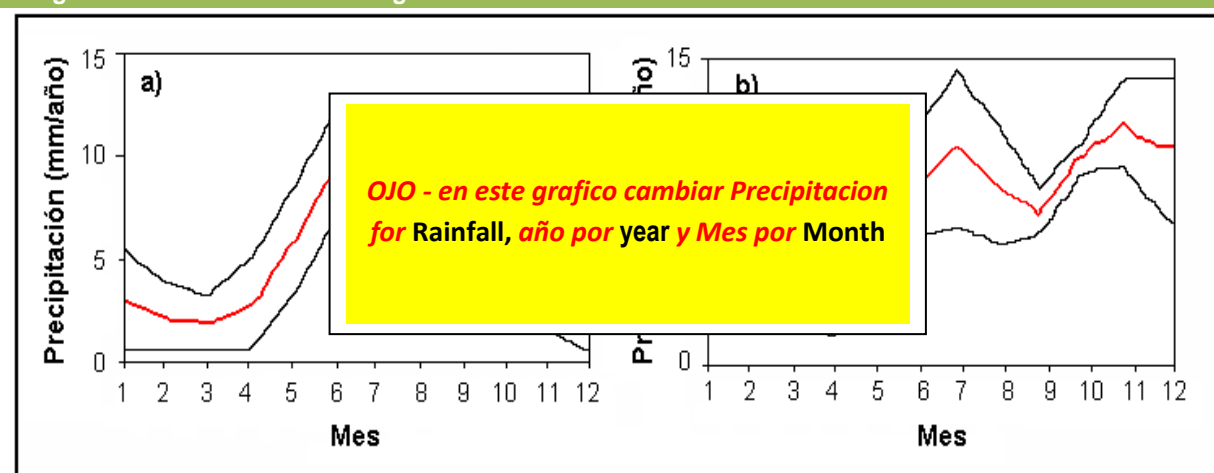 15
a)
10
5
0
Precipitación (mm/año)
1 2 3 4 5 6 7 8 9 10 11 12
Mes
OJO - en este grafico cambiar Precipitacion
for Rainfall, año por year y Mes por Month
15
b)
0
1 2 3 4 5 6 7 8 9 10 11 12
Mes